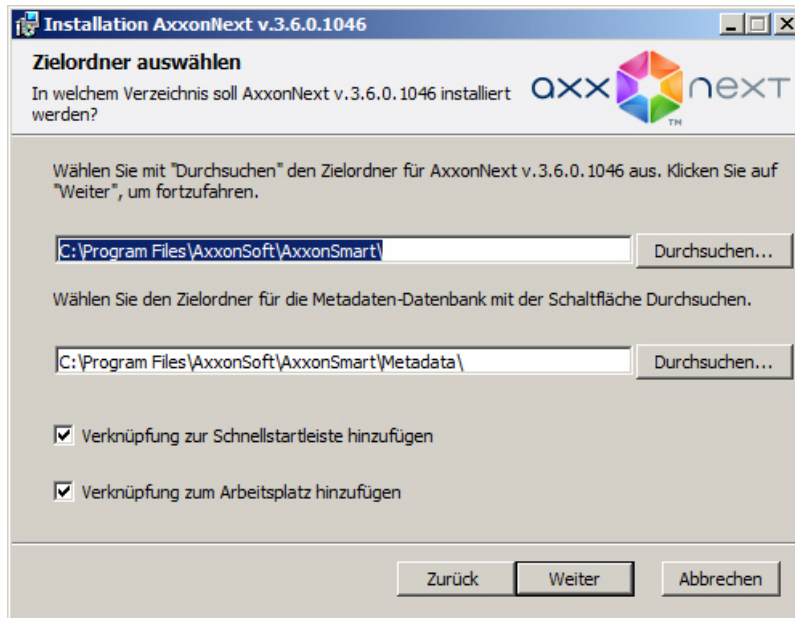 Installation AxxonNext v.3.6.0.1046
Zielordner auswählen
In welchem Verzeichnis soll AxxonNext v.3.6.0.1046 installiert
werden?
axxnext
TM
Wählen Sie mit "Durchsuchen" den Zielordner für AxxonNext v.3.6.0.1046 aus. Klicken Sie auf
"Weiter", um fortzufahren.
C:\Program Files\AxxonSoft\AxxonSmart\
Durchsuchen...
Wählen Sie den Zielordner für die Metadaten-Datenbank mit der Schaltfläche Durchsuchen.
C:\Program Files\AxxonSoft\AxxonSmart\Metadata\
Durchsuchen...
Verknüpfung zur Schnellstartleiste hinzufügen
Verknüpfung zum Arbeitsplatz hinzufügen
Zurück
Weiter
Abbrechen